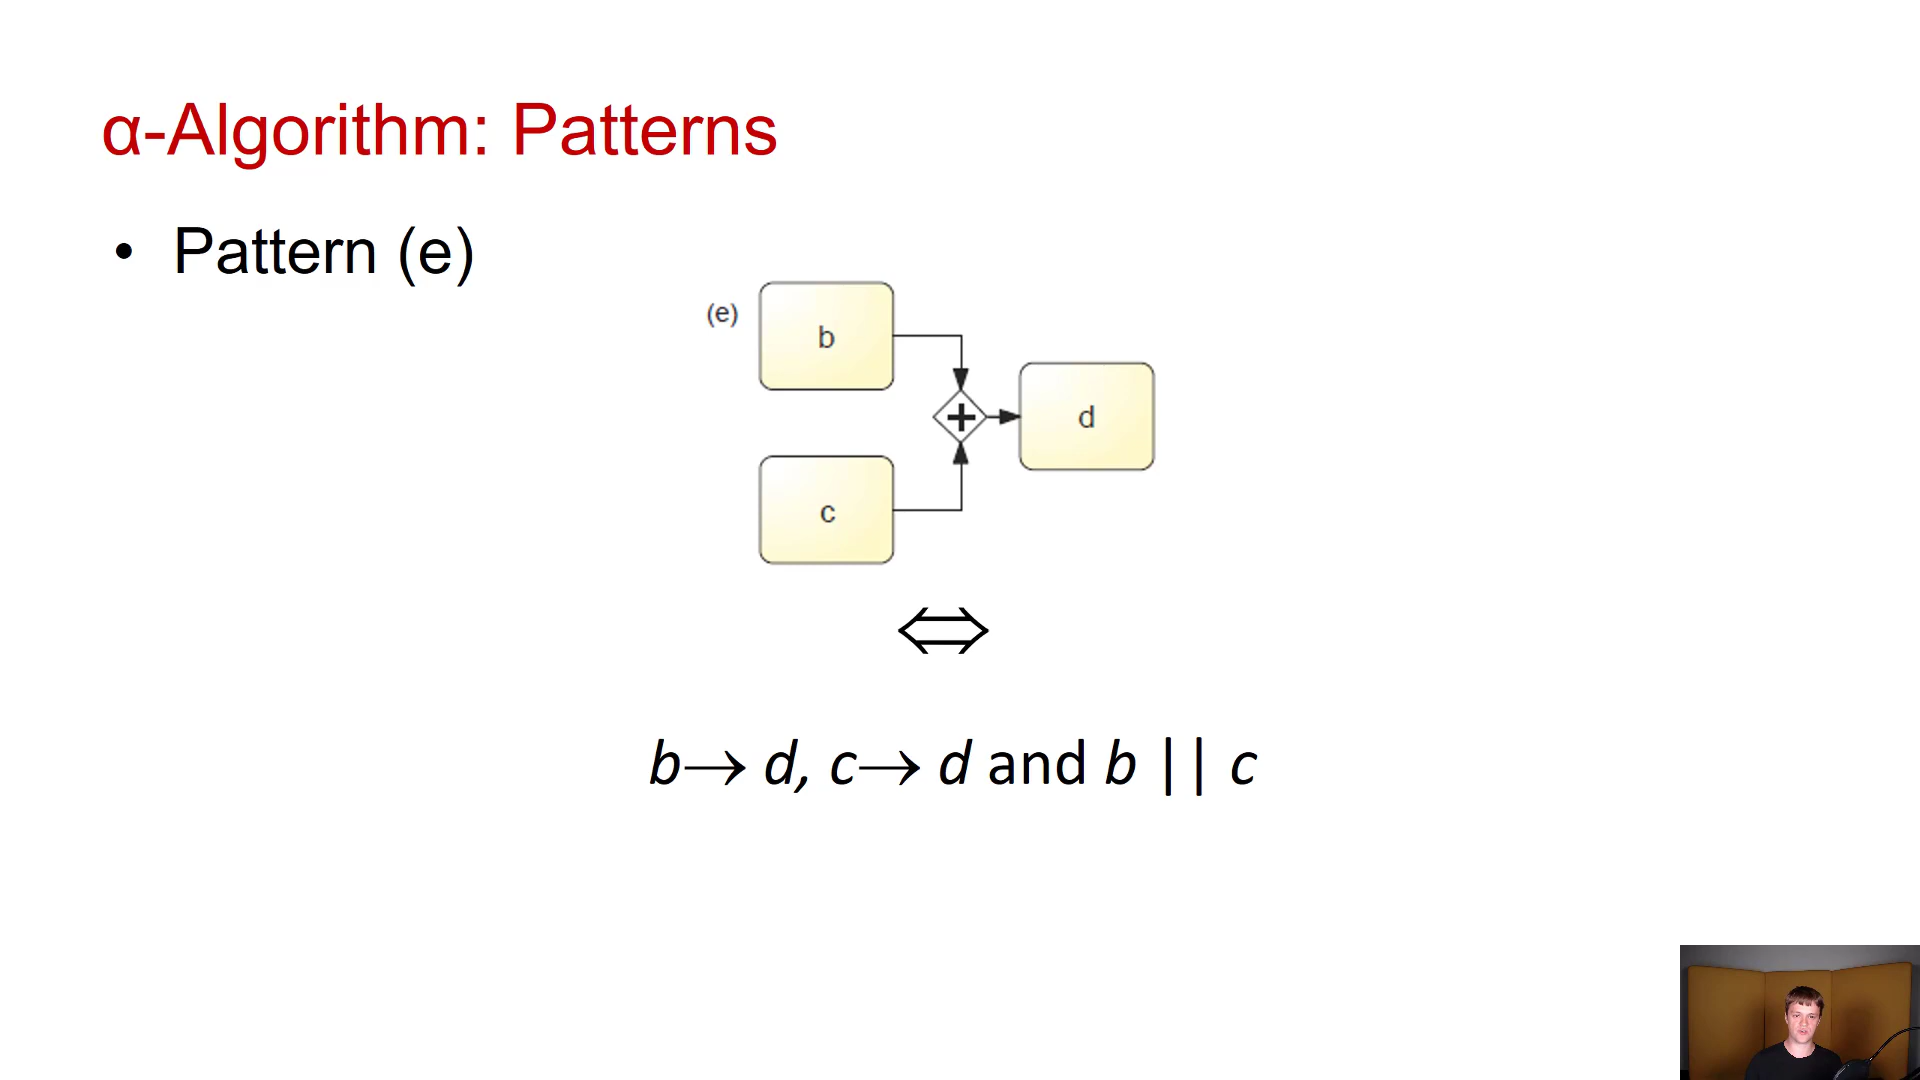 α-Algorithm: Patterns
• Pattern (e)
(e)
b
d
c
b→ d, c→ d and b || c